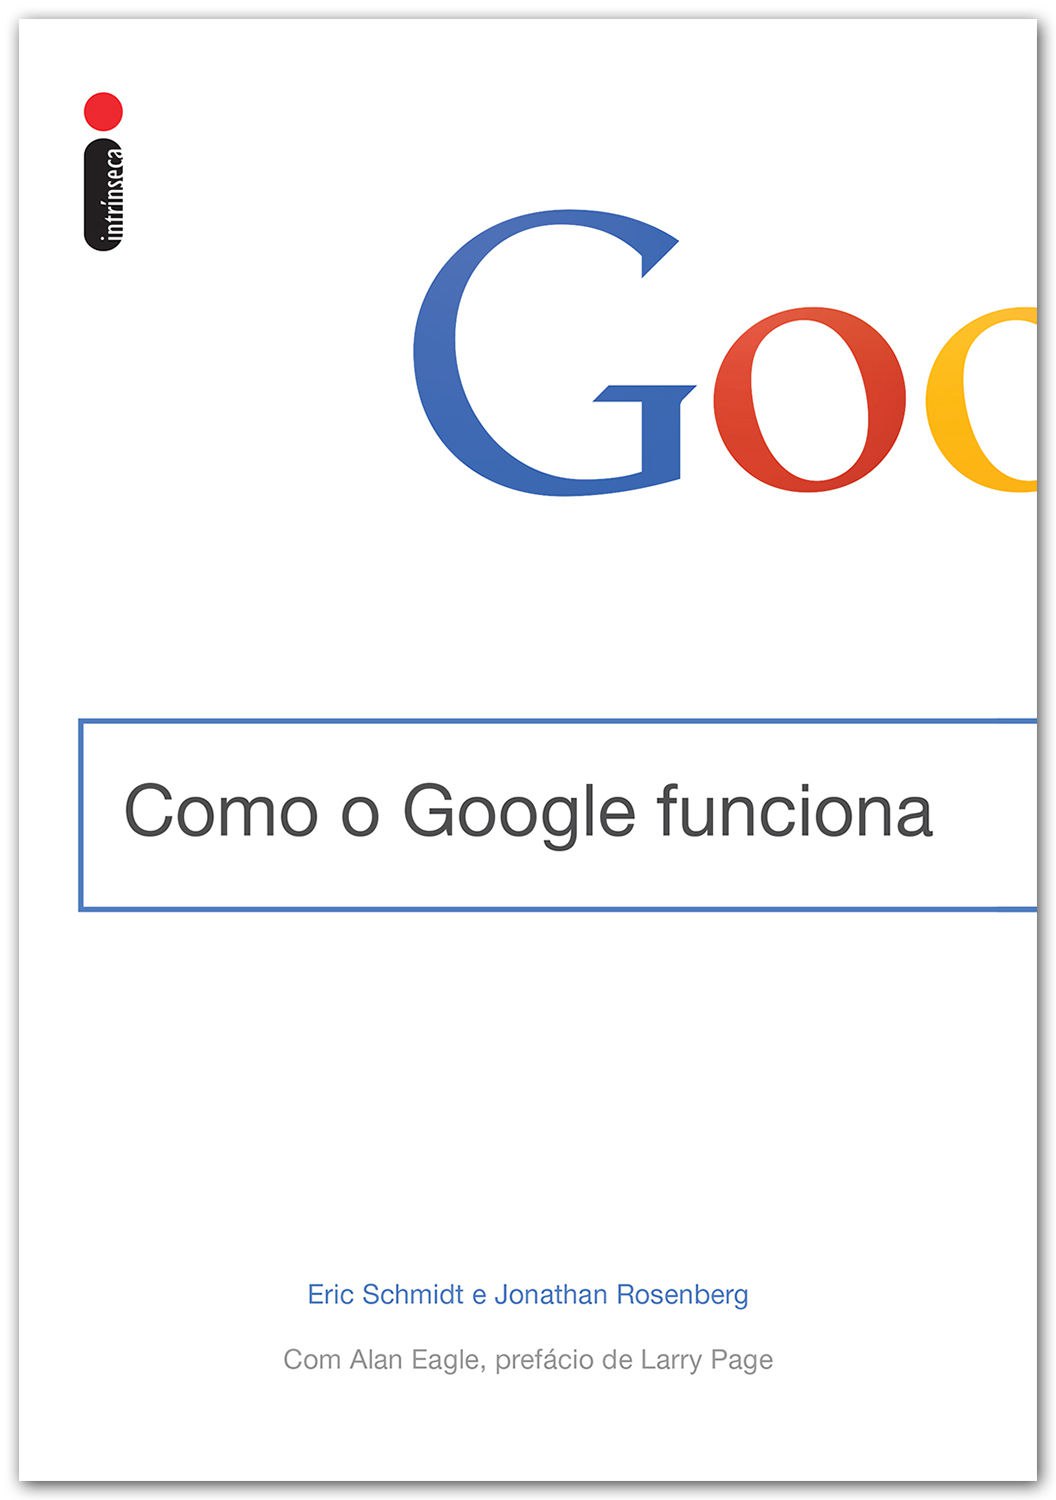 intrínseca
Goo
Como o Google funciona
Eric Schmidt e Jonathan Rosenberg
Com Alan Eagle, prefácio de Larry Page